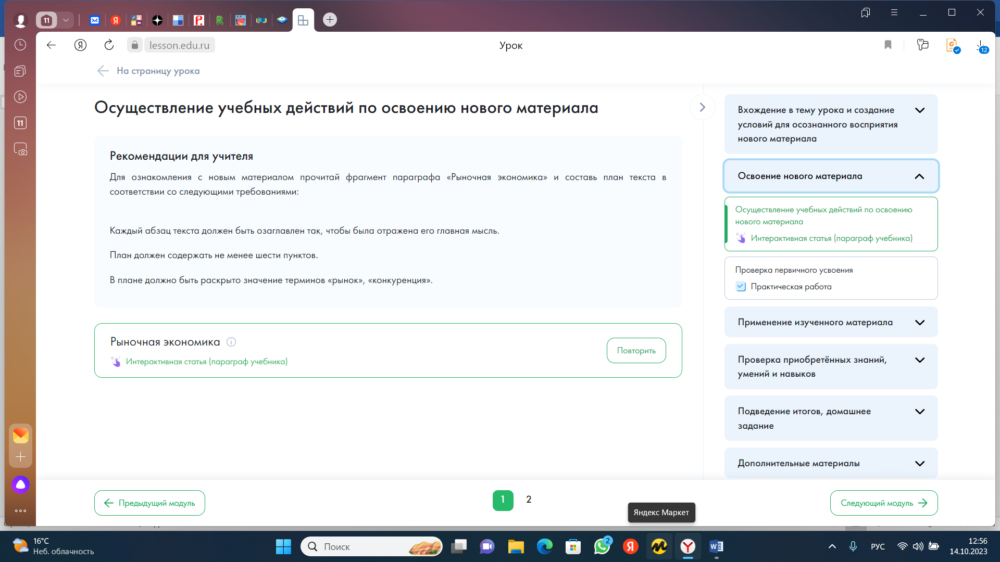 11
lesson.edu.ru
Урок
12
На страницу урока
11
Осуществление учебных действий по освоению нового материала
Рекомендации для учителя
Для ознакомления с новым материалом прочитай фрагмент параграфа «Рыночная экономика» и составь план текста в
соответствии со следующими требованиями:
Каждый абзац текста должен быть озаглавлен так, чтобы была отражена его главная мысль.
План должен содержать не менее шести пунктов.
В плане должно быть раскрыто значение терминов «рынок», «конкуренция».
Рыночная экономика
Интерактивная статья (параграф учебника)
Повторить
Вхождение в тему урока и создание
условий для осознанного восприятия
нового материала
Освоение нового материала
Осуществление учебных действий по освоению
нового материала
Интерактивная статья (параграф учебника)
Проверка первичного усвоения
Практическая работа
Применение изученного материала
Проверка приобретённых знаний,
умений и навыков
Подведение итогов, домашнее
задание
Дополнительные материалы
Предыдущий модуль
1
2
Следующий модуль
Яндекс Маркет
16°C
Неб. облачность
Поиск
2
РУС
12:56
14.10.2023